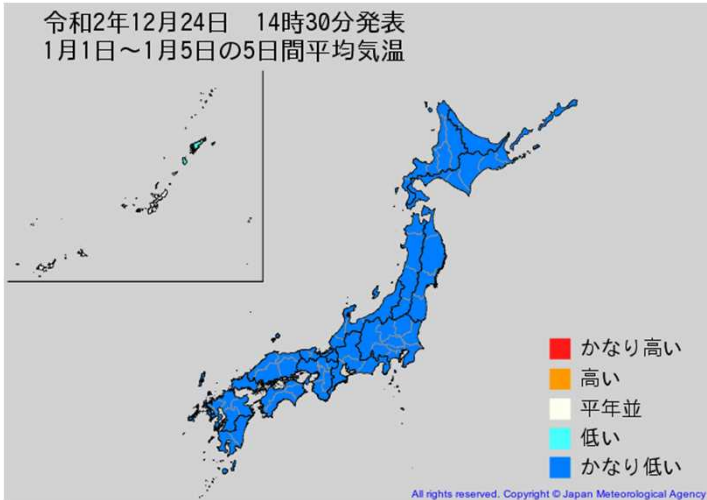 令和2年12月24日　14時30分発表
1月1日～1月5日の5日間平均気温
かなり高い
高い
平年並
低い
かなり低い
All rights reserved. Copyright © Japan Meteorological Agency